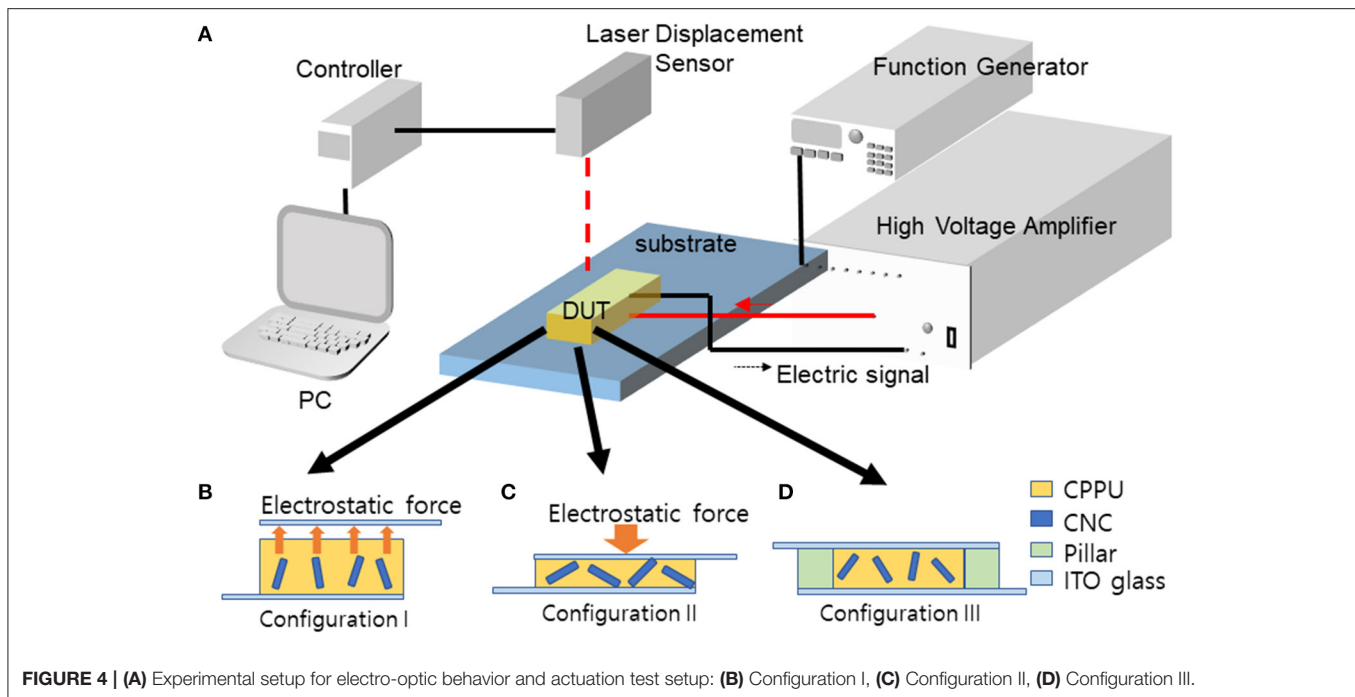 A
Laser Displacement
Sensor
Controller
Function Generator
High Voltage Amplifier
substrate
DUT
Electric signal
PC
B
Electrostatic force
Configuration I
C
Electrostatic force
Configuration II
D
Configuration III
CPPU
CNC
Pillar
ITO glass
FIGURE 4 | (A) Experimental setup for electro-optic behavior and actuation test setup: (B) Configuration I, (C) Configuration II, (D) Configuration III.